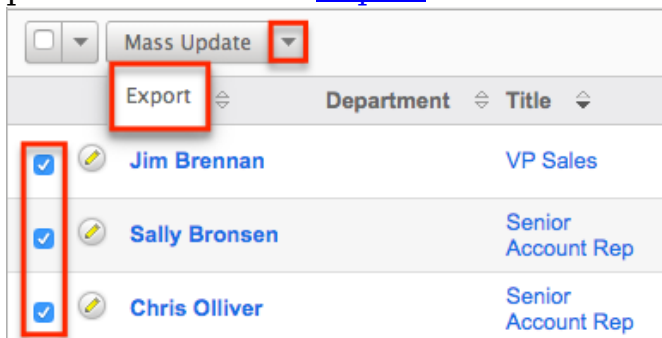 Mass Update
Export Department Title
Jim Brennan VP Sales
Sally Bronsen Senior
Account Rep
Chris Olliver Senior
Account Rep